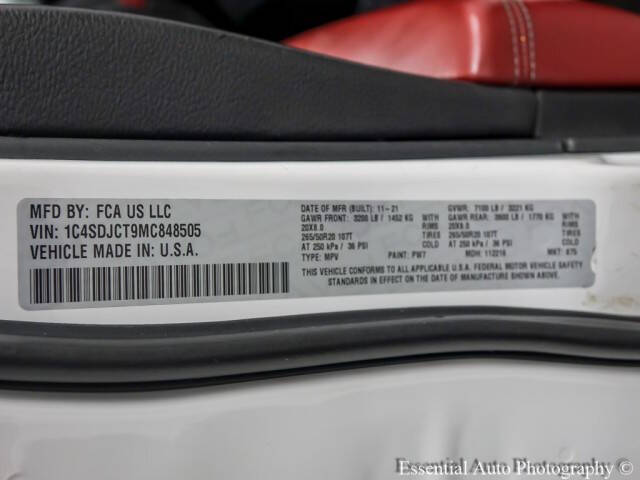 MFD BY: FCA US LLC
VIN: 1C4SDJCT9MC848505
VEHICLE MADE IN: U.S.A.
DATE OF MFR (BUILT): 11-21
GAWR FRONT: 3200 LB / 1452 KG
20X8.0 RIMS
265/50R20 107T TIRES
AT 250 kPa / 36 PSI COLD
TYPE: MPV
GVWR: 7100 LB / 3221 KG
GAWR REAR: 3900 LB / 1770 KG
20X8.0 RIMS
265/50R20 107T TIRES
AT 250 kPa / 36 PSI COLD
PAINT: PW7 MDH: 112216 MKT: 875
THIS VEHICLE CONFORMS TO ALL APPLICABLE U.S.A. FEDERAL MOTOR VEHICLE SAFETY
STANDARDS IN EFFECT ON THE DATE OF MANUFACTURE SHOWN ABOVE.
Essential Auto Photography ©